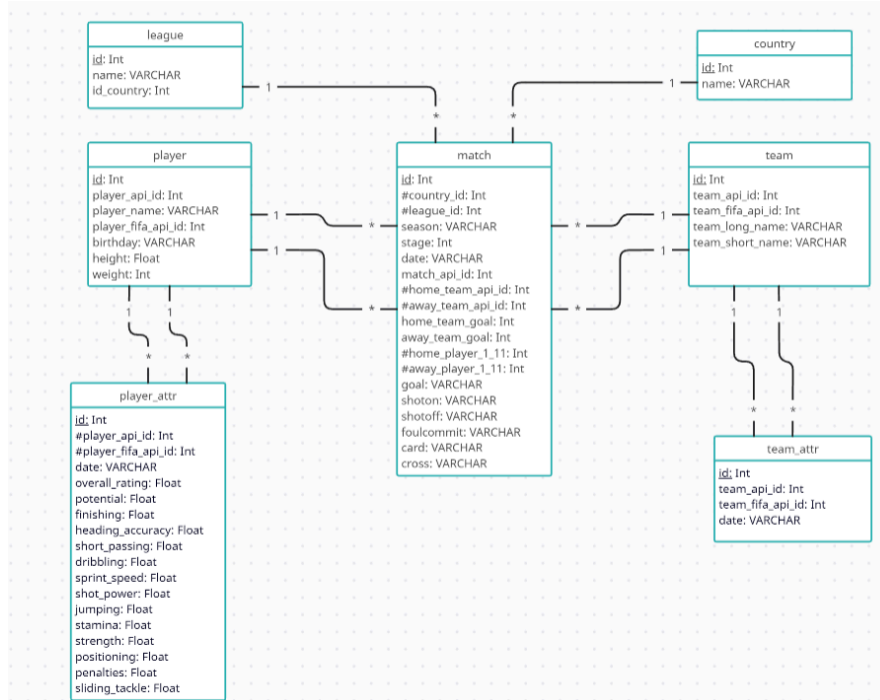 league
id: Int
name: VARCHAR
id_country: Int
1
*
country
id: Int
name: VARCHAR
1
*
player
id: Int
player_api_id: Int
player_name: VARCHAR
player_fifa_api_id: Int
birthday: VARCHAR
height: Float
weight: Int
1
*
1
*
1
*
1
*
match
id: Int
#country_id: Int
#league_id: Int
season: VARCHAR
stage: Int
date: VARCHAR
match_api_id: Int
#home_team_api_id: Int
#away_team_api_id: Int
home_team_goal: Int
away_team_goal: Int
#home_player_1_11: Int
#away_player_1_11: Int
goal: VARCHAR
shoton: VARCHAR
shotoff: VARCHAR
foulcommit: VARCHAR
card: VARCHAR
cross: VARCHAR
*
1
*
1
team
id: Int
team_api_id: Int
team_fifa_api_id: Int
team_long_name: VARCHAR
team_short_name: VARCHAR
1
*
1
*
player_attr
id: Int
#player_api_id: Int
#player_fifa_api_id: Int
date: VARCHAR
overall_rating: Float
potential: Float
finishing: Float
heading_accuracy: Float
short_passing: Float
dribbling: Float
sprint_speed: Float
shot_power: Float
jumping: Float
stamina: Float
strength: Float
positioning: Float
penalties: Float
sliding_tackle: Float
team_attr
id: Int
team_api_id: Int
team_fifa_api_id: Int
date: VARCHAR